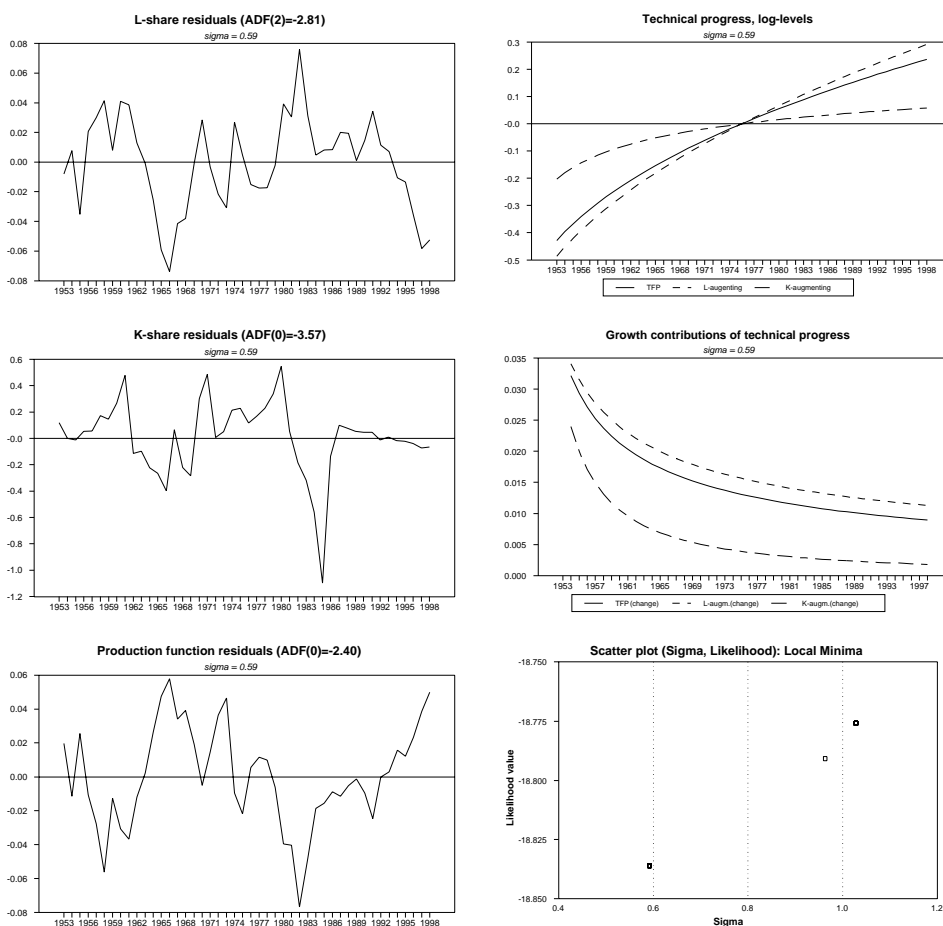 L-share residuals (ADF(2)=-2.81)
sigma = 0.59
0.08
0.06
0.04
0.02
0.00
-0.02
-0.04
-0.06
-0.08
1953 1956 1959 1962 1965 1968 1971 1974 1977 1980 1983 1986 1989 1992 1995 1998
Technical progress, log-levels
sigma = 0.59
0.3
0.2
0.1
-0.0
-0.1
-0.2
-0.3
-0.4
-0.5
1953 1956 1959 1962 1965 1968 1971 1974 1977 1980 1983 1986 1989 1992 1995 1998
TFP L-augenting K-augmenting
K-share residuals (ADF(0)=-3.57)
sigma = 0.59
0.6
0.4
0.2
-0.0
-0.2
-0.4
-0.6
-0.8
-1.0
-1.2
1953 1956 1959 1962 1965 1968 1971 1974 1977 1980 1983 1986 1989 1992 1995 1998
Growth contributions of technical progress
sigma = 0.59
0.035
0.030
0.025
0.020
0.015
0.010
0.005
0.000
1953 1957 1961 1965 1969 1973 1977 1981 1985 1989 1993 1997
TFP (change) L-augm.(change) K-augm.(change)
Production function residuals (ADF(0)=-2.40)
sigma = 0.59
0.06
0.04
0.02
0.00
-0.02
-0.04
-0.06
-0.08
1953 1956 1959 1962 1965 1968 1971 1974 1977 1980 1983 1986 1989 1992 1995 1998
Scatter plot (Sigma, Likelihood): Local Minima
Likelihood value
-18.750
-18.775
-18.800
-18.825
-18.850
0.4 0.6 0.8 1.0 1.2
Sigma